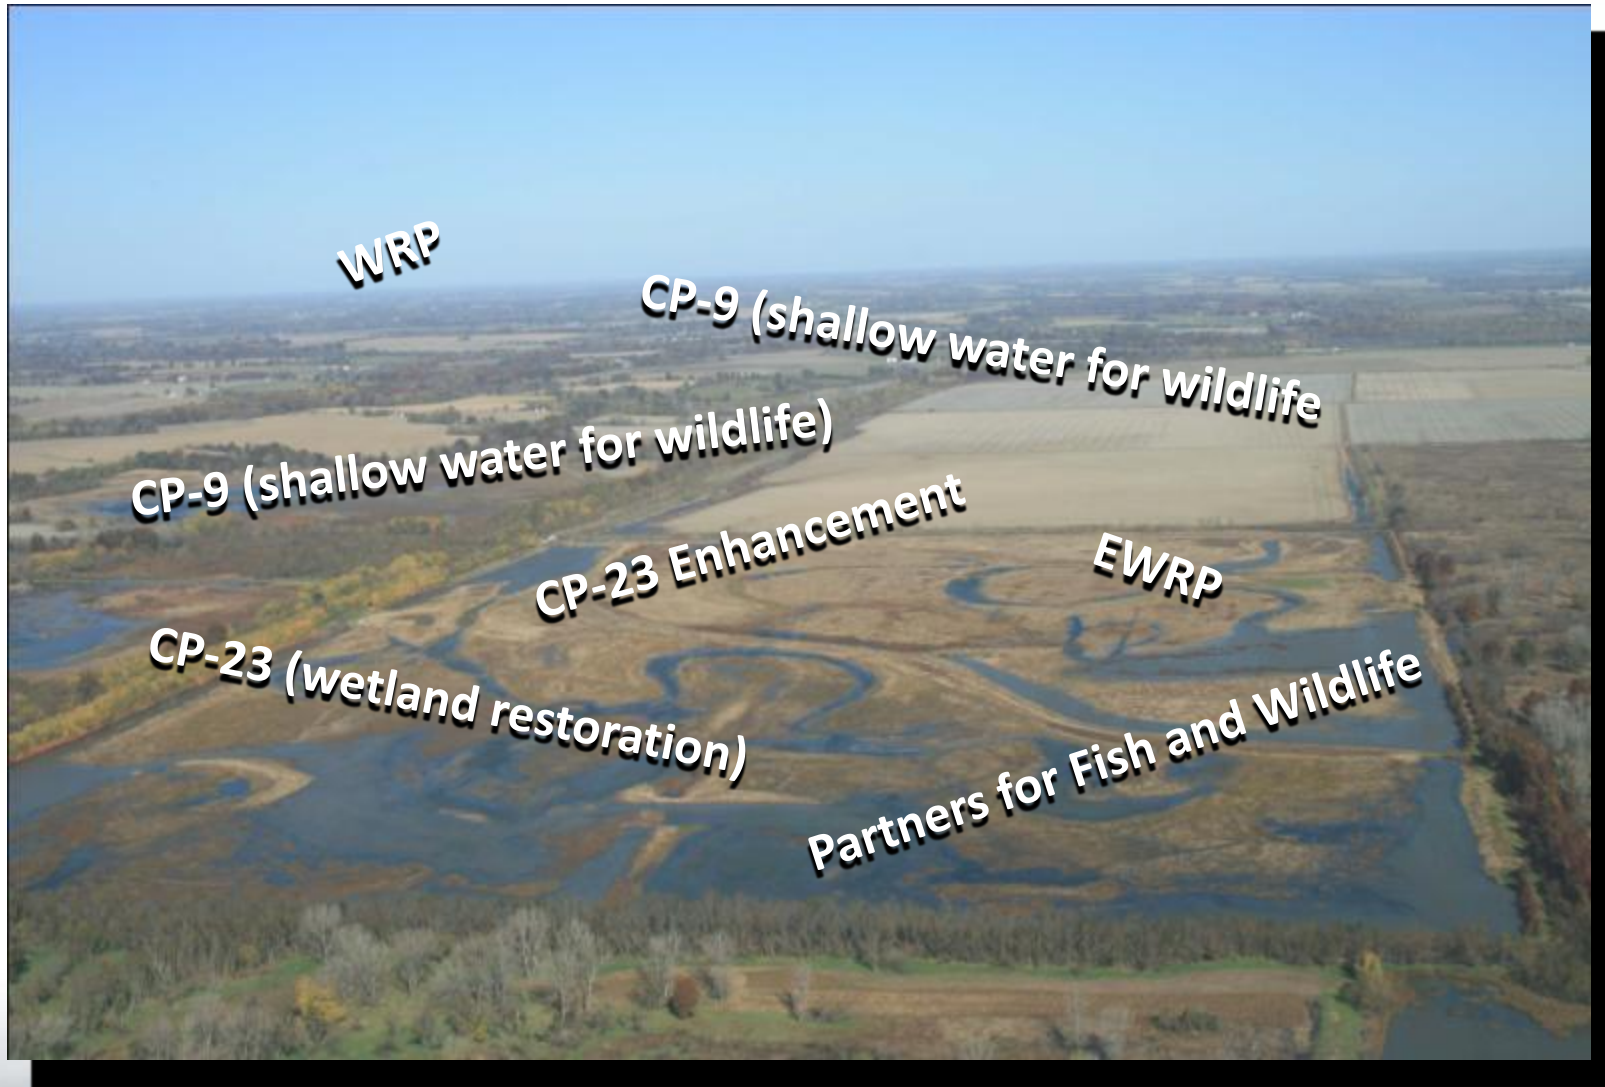 WRP
CP-9 (shallow water for wildlife
CP-9 (shallow water for wildlife)
CP-23 Enhancement
EWRP
CP-23 (wetland restoration)
Partners for Fish and Wildlife